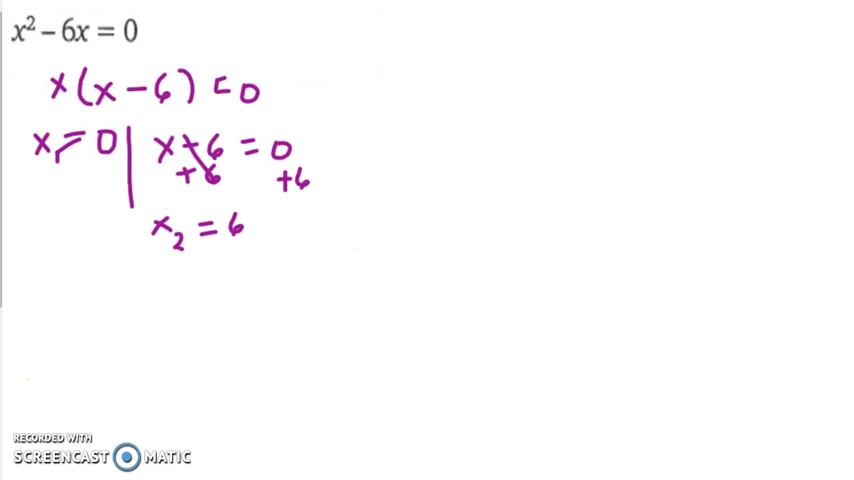 x² – 6x = 0
x(x – 6) = 0
x₁ = 0 | x – 6 = 0
+6 +6
x₂ = 6
RECORDED WITH
SCREENCAST MATIC